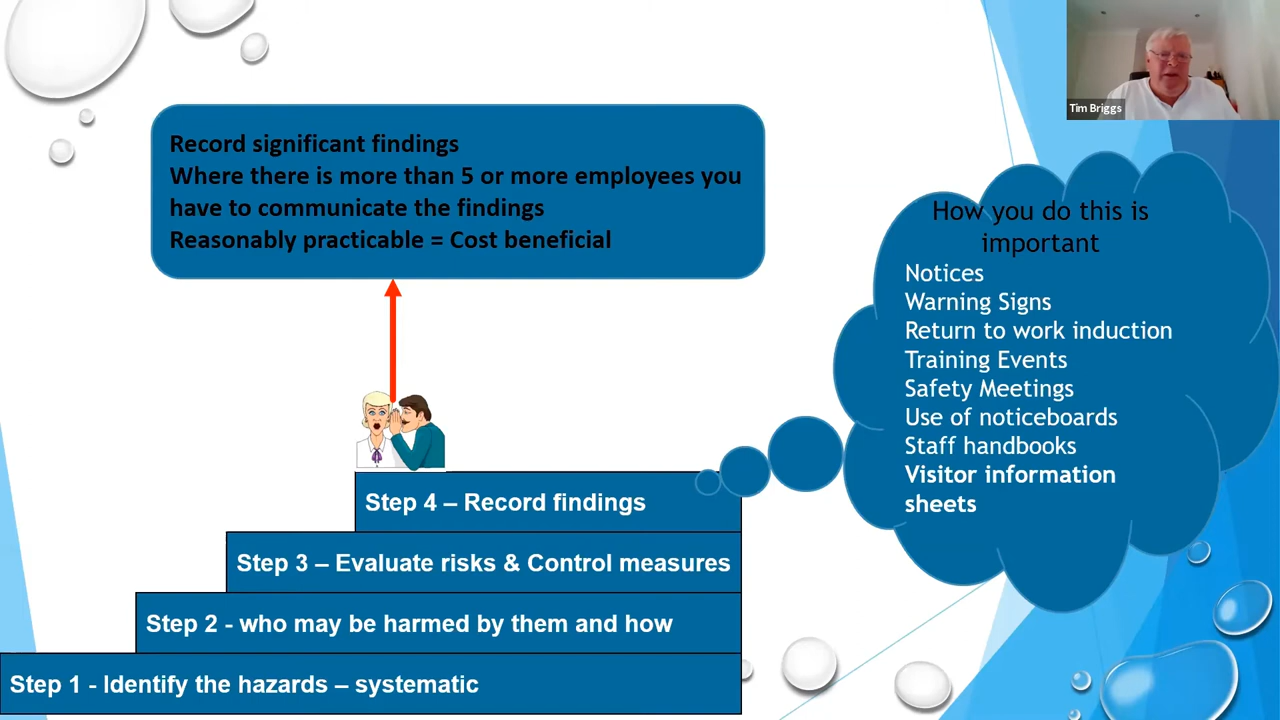 Tim Briggs
Record significant findings
Where there is more than 5 or more employees you
have to communicate the findings
Reasonably practicable = Cost beneficial
How you do this is
important
Notices
Warning Signs
Return to work induction
Training Events
Safety Meetings
Use of noticeboards
Staff handbooks
Visitor information
sheets
Step 4 – Record findings
Step 3 – Evaluate risks & Control measures
Step 2 - who may be harmed by them and how
Step 1 - Identify the hazards – systematic